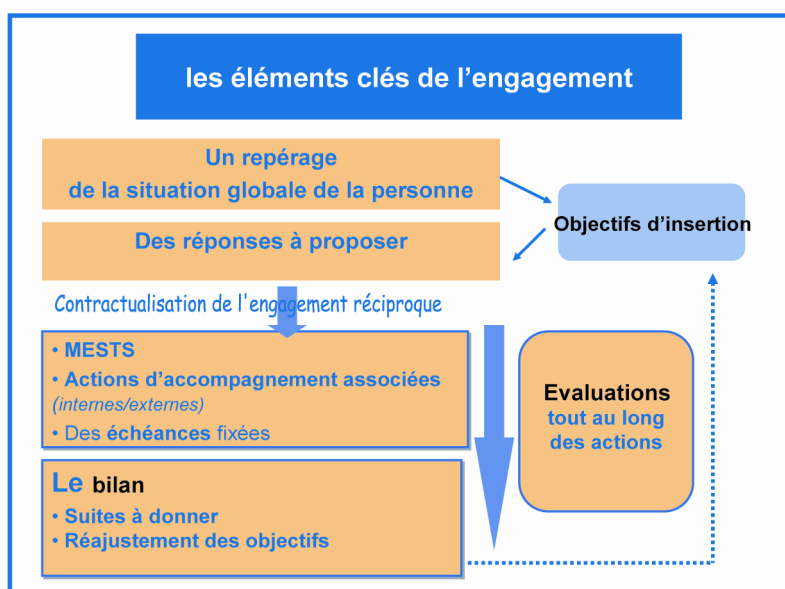 les éléments clés de l’engagement
Un repérage
de la situation globale de la personne
Objectifs d’insertion
Des réponses à proposer
Contractualisation de l'engagement réciproque
• MESTS
• Actions d’accompagnement associées
(internes/externes)
• Des échéances fixées
Evaluations
tout au long
des actions
Le bilan
• Suites à donner
• Réajustement des objectifs